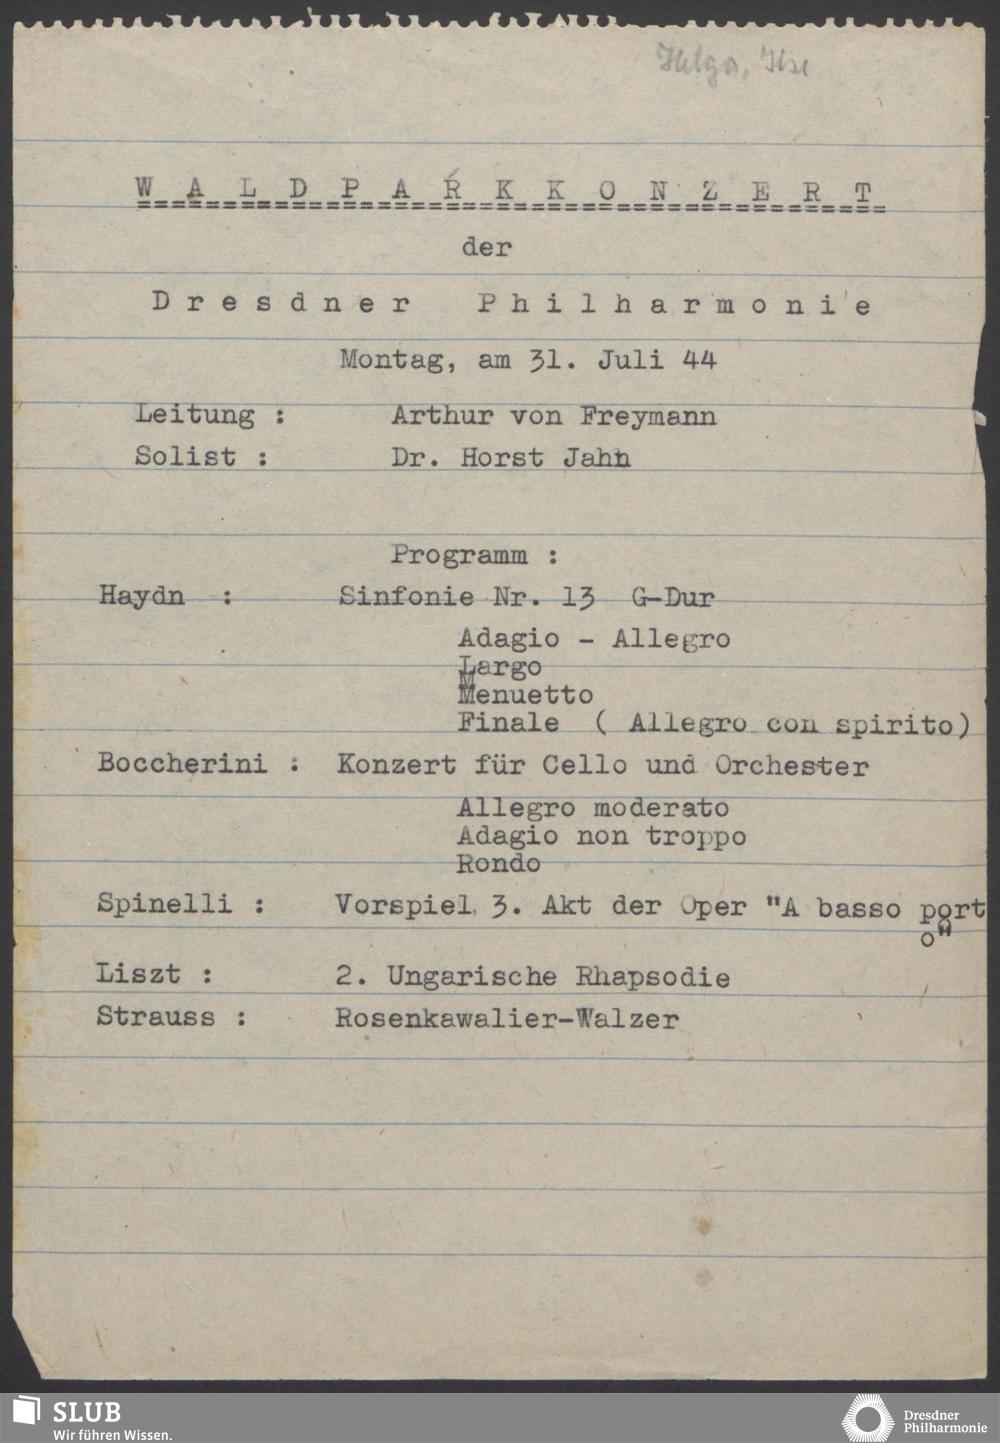 Helga, Ilse
W A L D P A R K K O N Z E R T
==============================================
der
D r e s d n e r   P h i l h a r m o n i e
Montag, am 31. Juli 44
Leitung : Arthur von Freymann
Solist : Dr. Horst Jahn
Programm :
Haydn : Sinfonie Nr. 13 G-Dur
Adagio - Allegro
Largo
Menuetto
Finale ( Allegro con spirito)
Boccherini : Konzert für Cello und Orchester
Allegro moderato
Adagio non troppo
Rondo
Spinelli : Vorspiel 3. Akt der Oper "A basso port
o"
Liszt : 2. Ungarische Rhapsodie
Strauss : Rosenkawalier-Walzer
SLUB
Wir führen Wissen.
Dresdner
Philharmonie